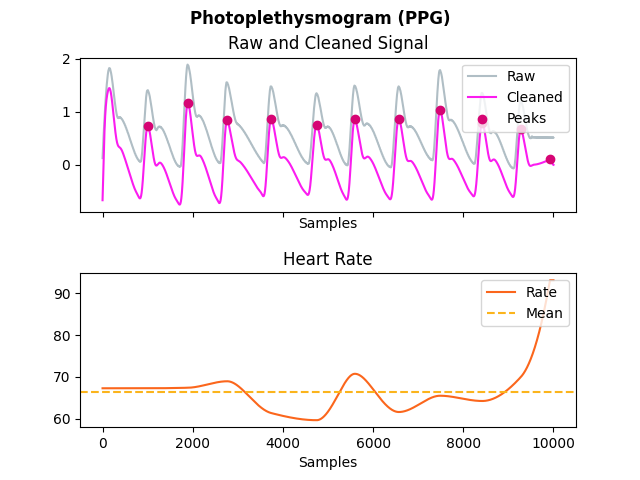 Photoplethysmogram (PPG)
Raw and Cleaned Signal
2
1
0
Raw
Cleaned
Peaks
Samples
Heart Rate
90
80
70
60
Rate
Mean
0 2000 4000 6000 8000 10000
Samples